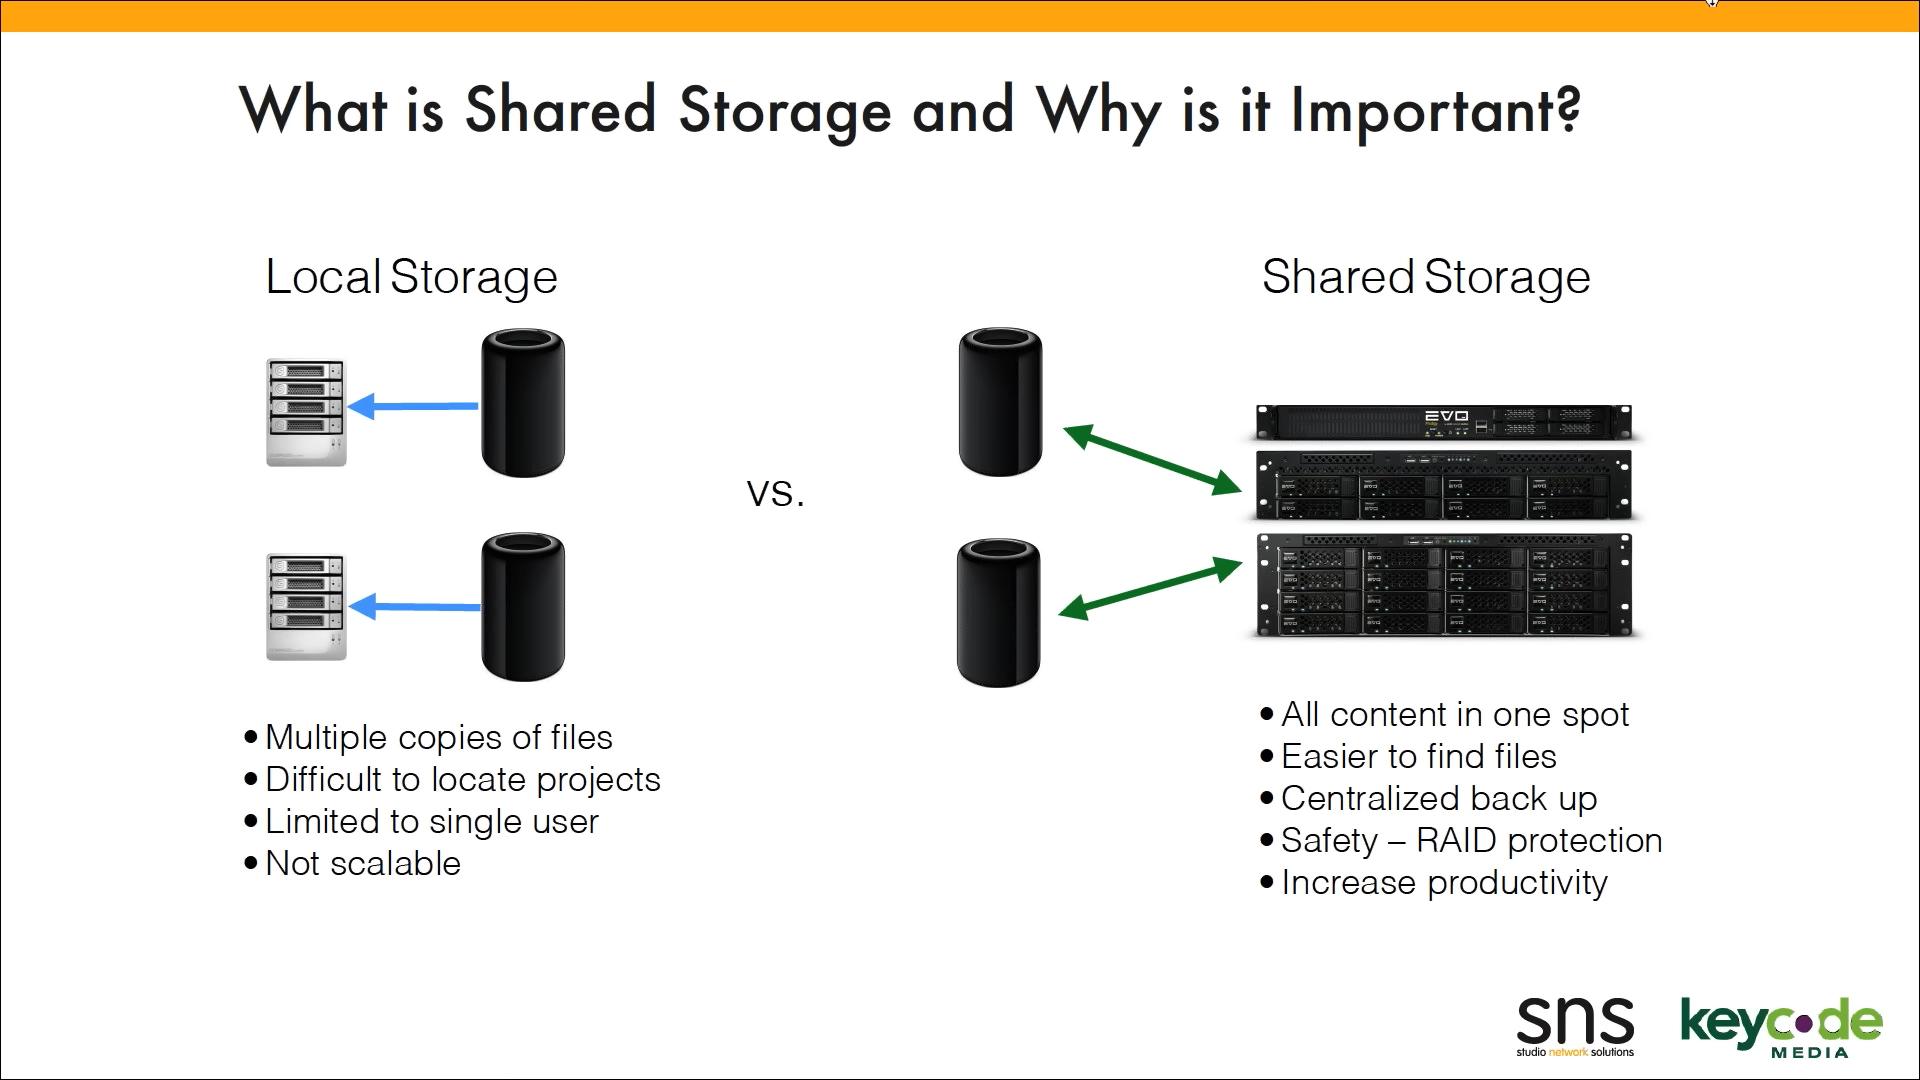 What is Shared Storage and Why is it Important?
Local Storage
vs.
Shared Storage
EVO
• Multiple copies of files
• Difficult to locate projects
• Limited to single user
• Not scalable
• All content in one spot
• Easier to find files
• Centralized back up
• Safety – RAID protection
• Increase productivity
sns
studio network solutions
keycode
MEDIA